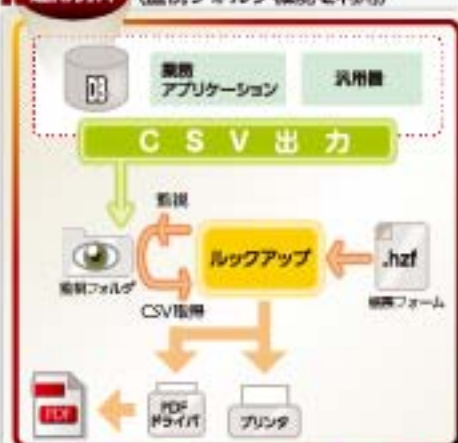 業務
アプリケーション
汎用機
CSV出力
監視
ルックアップ
.hzf
監視フォルダ
帳票フォーム
CSV取得
PDF
PDF
ドライバ
プリンタ